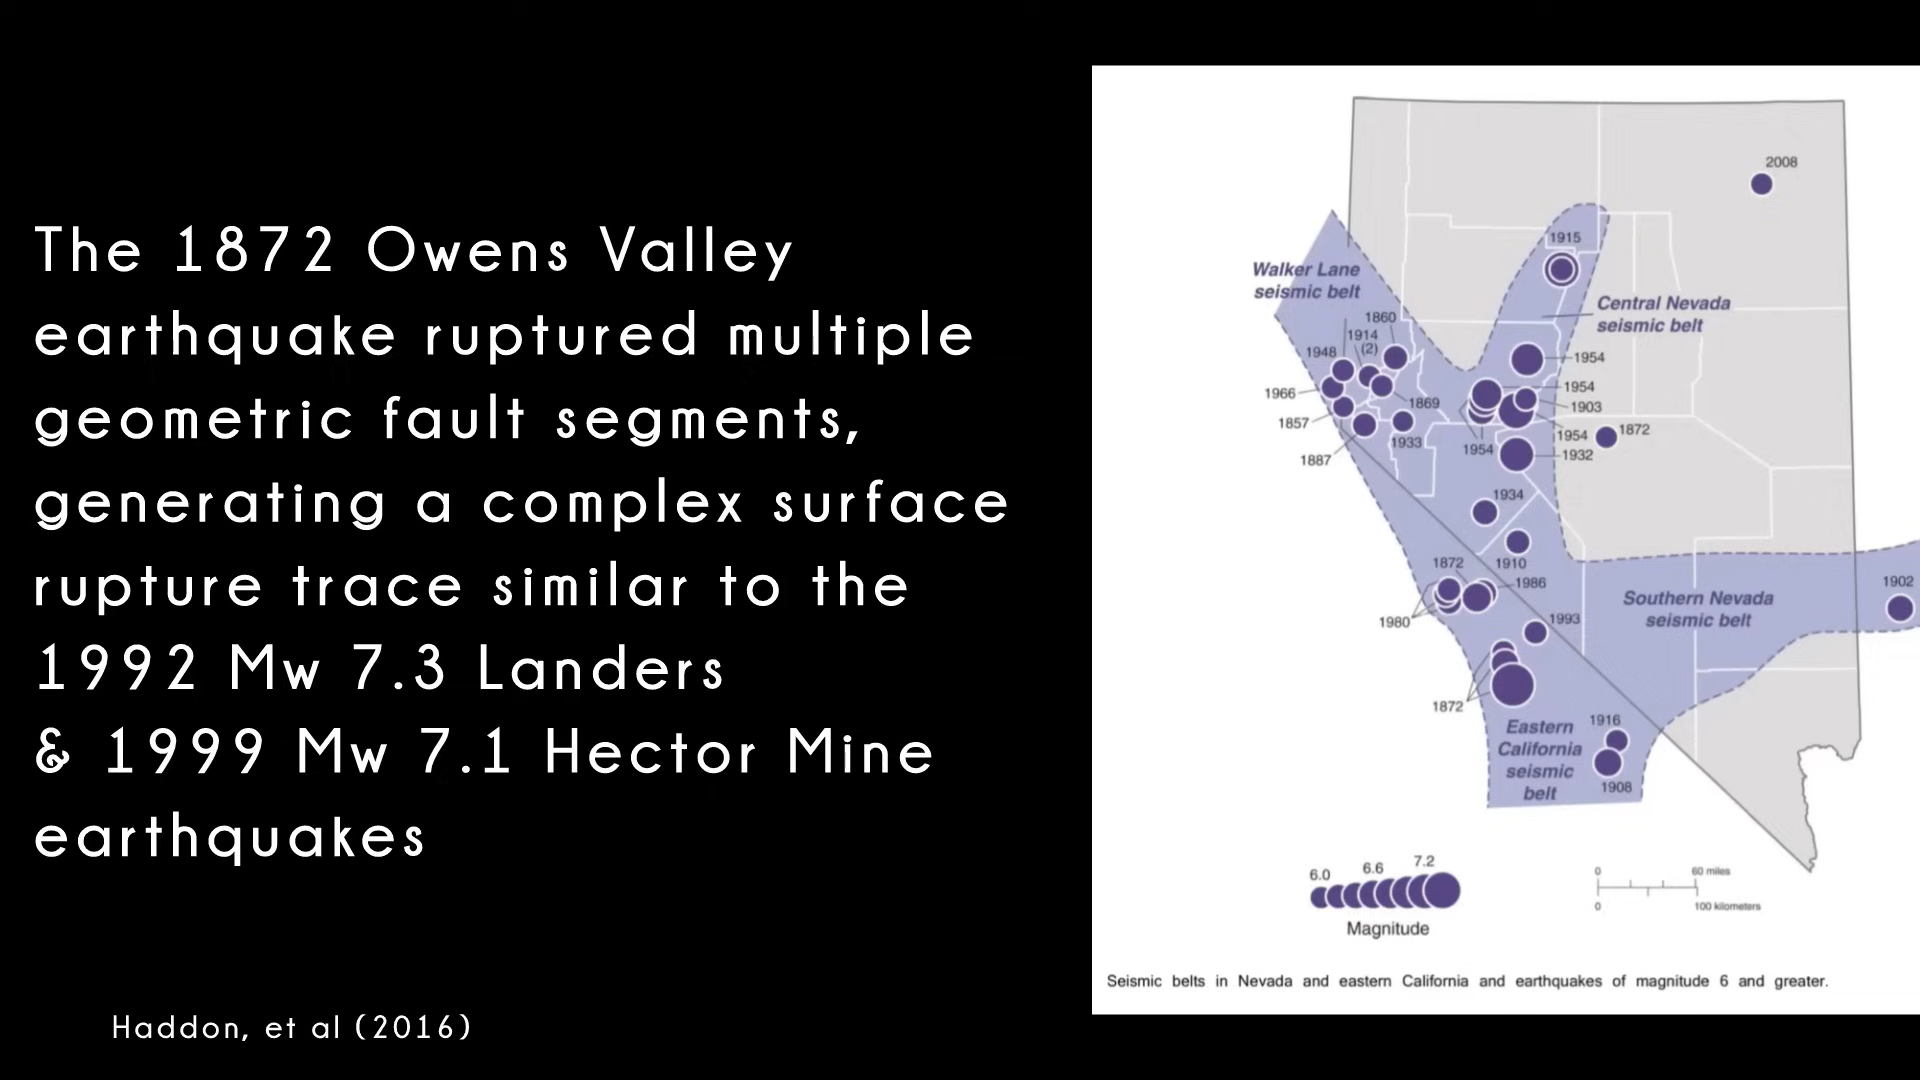 The 1872 Owens Valley
earthquake ruptured multiple
geometric fault segments,
generating a complex surface
rupture trace similar to the
1992 Mw 7.3 Landers
& 1999 Mw 7.1 Hector Mine
earthquakes
Haddon, et al (2016)
2008
1915
Walker Lane
seismic belt
Central Nevada
seismic belt
1860
1914
(2)
1948
1954
1966
1954
1869
1903
1857
1933
1954
1872
1954
1932
1887
1934
1872
1910
1986
1902
1980
1993
Southern Nevada
seismic belt
1872
1916
Eastern
California
seismic
belt
1908
6.0
6.6
7.2
Magnitude
0
60 miles
0
100 kilometers
Seismic belts in Nevada and eastern California and earthquakes of magnitude 6 and greater.